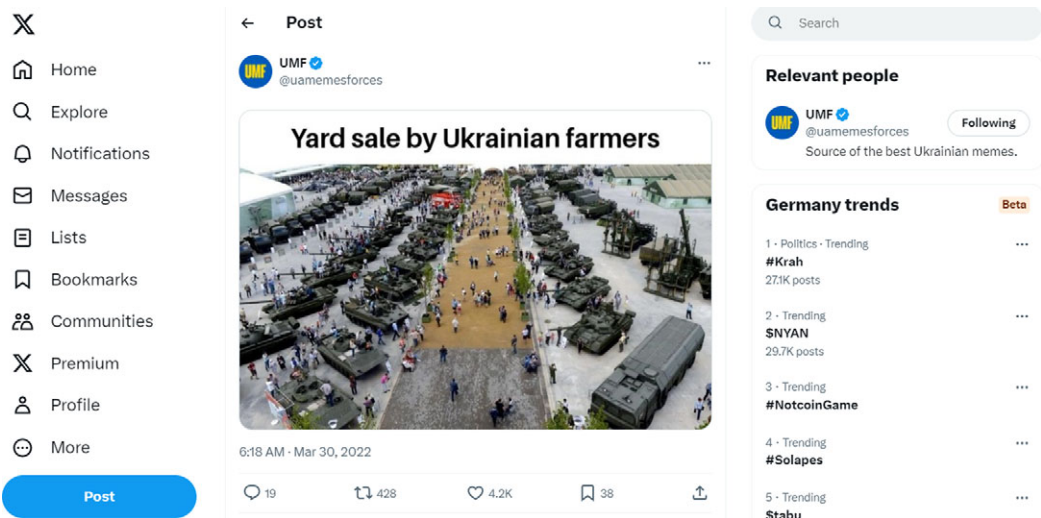 Home
Explore
Notifications
Messages
Lists
Bookmarks
Communities
Premium
Profile
More
Post
Post
UMF
UMF
@uamemesforces
Yard sale by Ukrainian farmers
6:18 AM · Mar 30, 2022
19 428 4.2K 38
Search
Relevant people
UMF
UMF
@uamemesforces
Following
Source of the best Ukrainian memes.
Germany trends
Beta
1 · Politics · Trending
#Krah
27.1K posts
2 · Trending
$NYAN
29.7K posts
3 · Trending
#NotcoinGame
4 · Trending
#Solapes
5 · Trending
$tabu